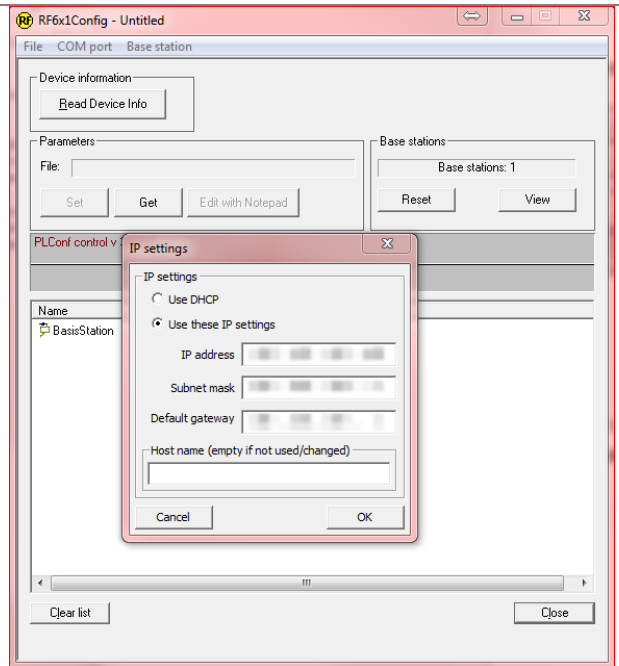 RF RF6x1Config - Untitled
File COM port Base station
Device information
Read Device Info
Parameters
File:
Set Get Edit with Notepad
Base stations
Base stations: 1
Reset View
PLConf control v
Name
BasisStation
IP settings
IP settings
Use DHCP
Use these IP settings
IP address
Subnet mask
Default gateway
Host name (empty if not used/changed)
Cancel OK
Clear list Close